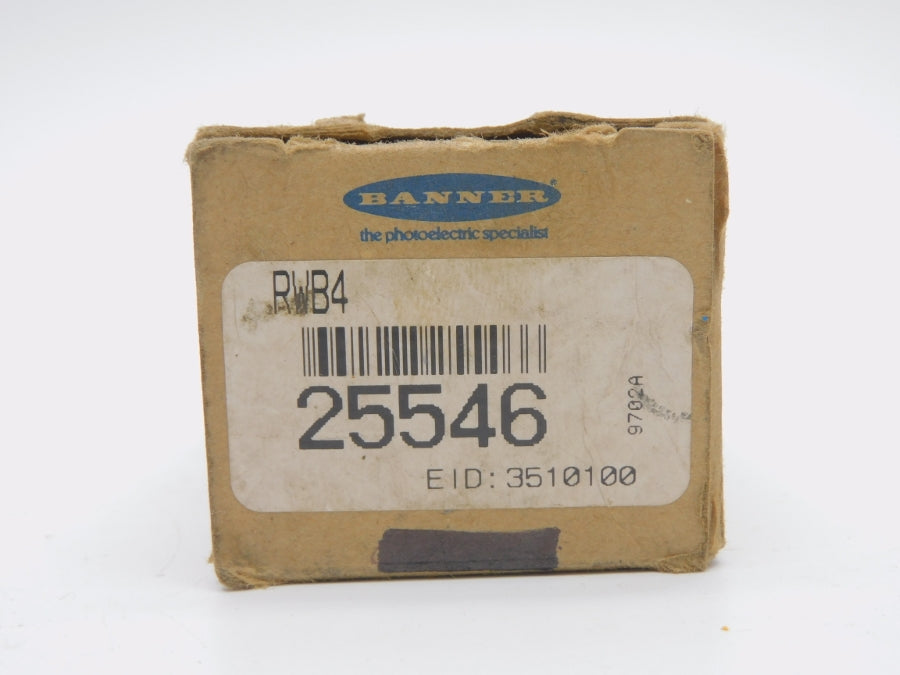 BANNER®
the photoelectric specialist
RWB4
25546
9702A
EID: 3510100